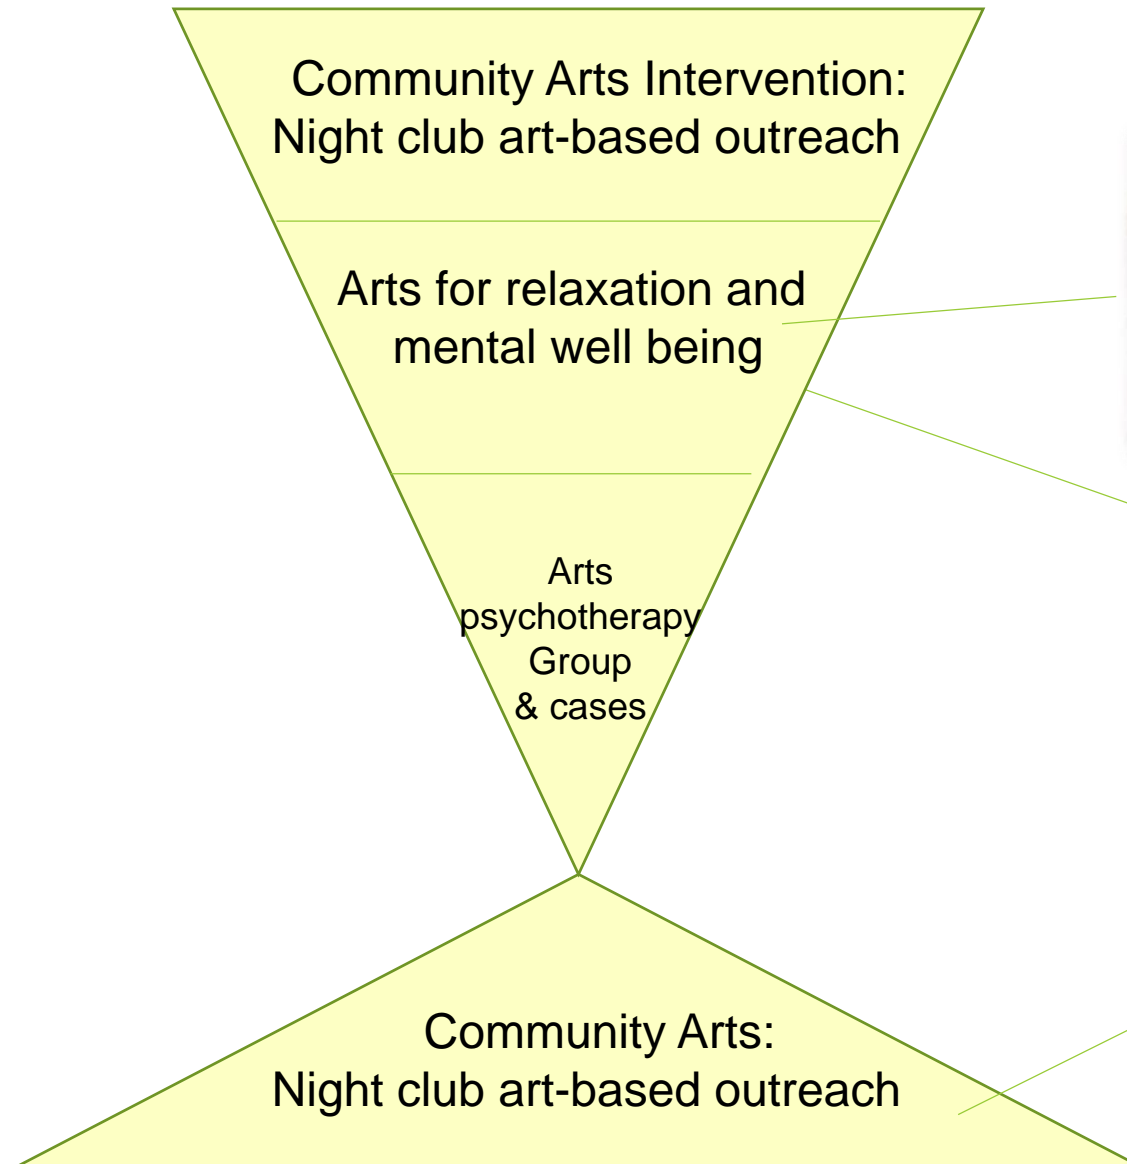 Community Arts Intervention:
Night club art-based outreach
Arts for relaxation and
mental well being
Arts
psychotherapy
Group
& cases
Community Arts:
Night club art-based outreach